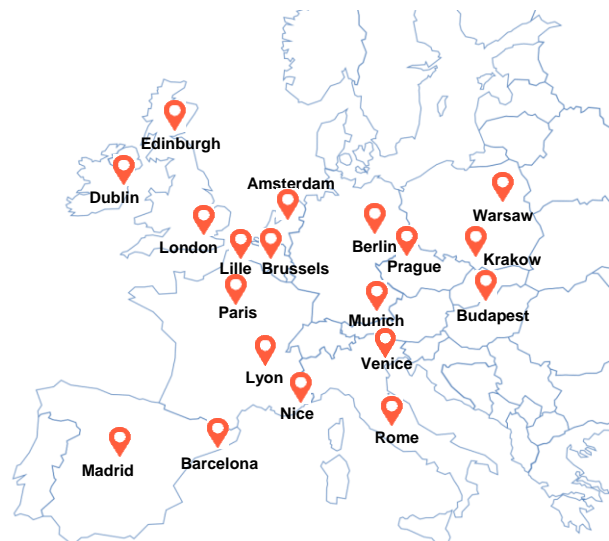 Edinburgh
Dublin
Amsterdam
Warsaw
London
Berlin
Prague
Krakow
Lille
Brussels
Paris
Munich
Budapest
Venice
Lyon
Nice
Rome
Barcelona
Madrid